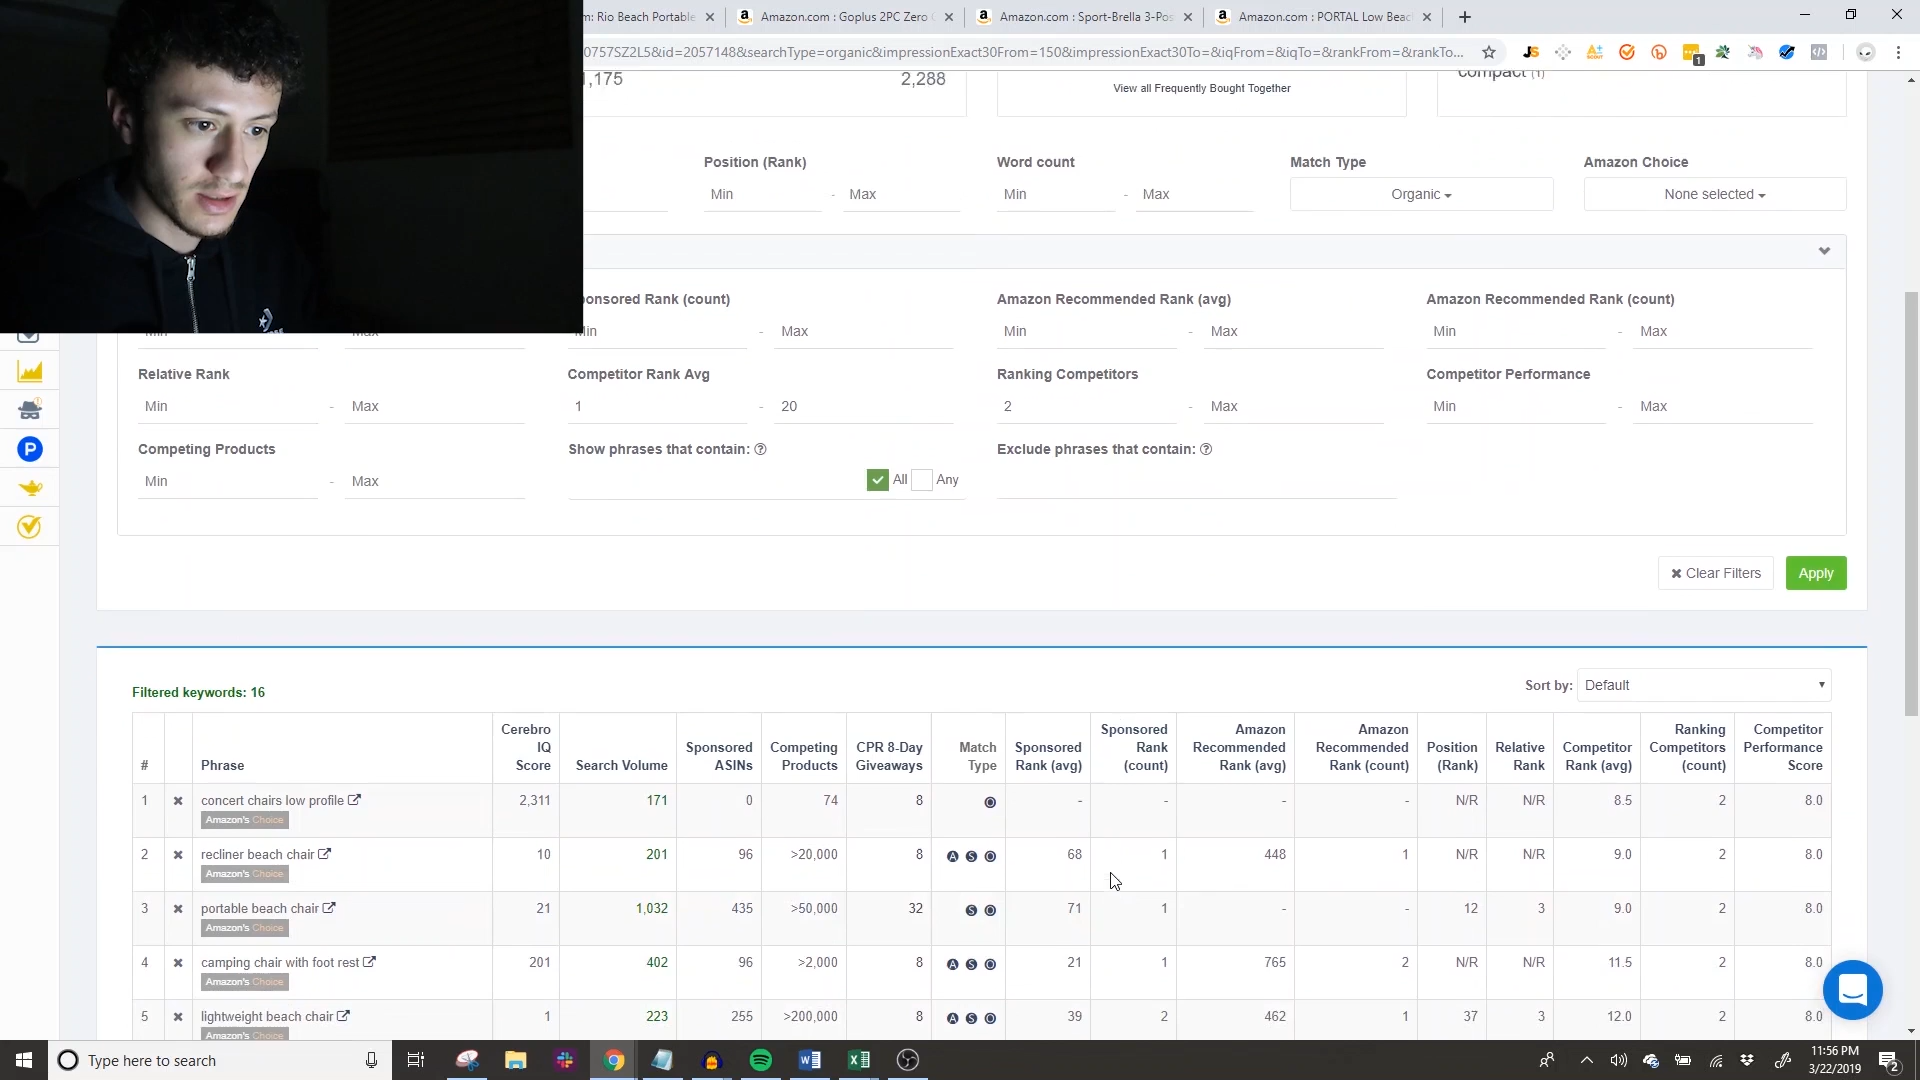 m: Rio Beach Portable
Amazon.com : Goplus 2PC Zero
Amazon.com : Sport-Brella 3-Pos
Amazon.com : PORTAL Low Beac
0757SZ2L5&id=2057148&searchType=organic&impressionExact30From=150&impressionExact30To=&iqFrom=&iqTo=&rankFrom=&rankTo...
1,175
2,288
View all Frequently Bought Together
compact (1)
Position (Rank)
Word count
Match Type
Amazon Choice
Min - Max
Min - Max
Organic
None selected
ponsored Rank (count)
Amazon Recommended Rank (avg)
Amazon Recommended Rank (count)
Min Max
Min - Max
Min - Max
Min - Max
Relative Rank
Competitor Rank Avg
Ranking Competitors
Competitor Performance
Min - Max
1 - 20
2 - Max
Min - Max
Competing Products
Show phrases that contain:
Exclude phrases that contain:
Min - Max
All Any
Clear Filters
Apply
Filtered keywords: 16
Sort by: Default
# Phrase Cerebro IQ Score Search Volume Sponsored ASINs Competing Products CPR 8-Day Giveaways Match Type Sponsored Rank (avg) Sponsored Rank (count) Amazon Recommended Rank (avg) Amazon Recommended Rank (count) Position (Rank) Relative Rank Competitor Rank (avg) Ranking Competitors (count) Competitor Performance Score
1 concert chairs low profile 2,311 171 0 74 8 O - - - - N/R N/R 8.5 2 8.0
Amazon's Choice
2 recliner beach chair 10 201 96 >20,000 8 A S O 68 1 448 1 N/R N/R 9.0 2 8.0
Amazon's Choice
3 portable beach chair 21 1,032 435 >50,000 32 S O 71 1 - - 12 3 9.0 2 8.0
Amazon's Choice
4 camping chair with foot rest 201 402 96 >2,000 8 A S O 21 1 765 2 N/R N/R 11.5 2 8.0
Amazon's Choice
5 lightweight beach chair 1 223 255 >200,000 8 A S O 39 2 462 1 37 3 12.0 2 8.0
Amazon's Choice
Type here to search
11:56 PM
3/22/2019